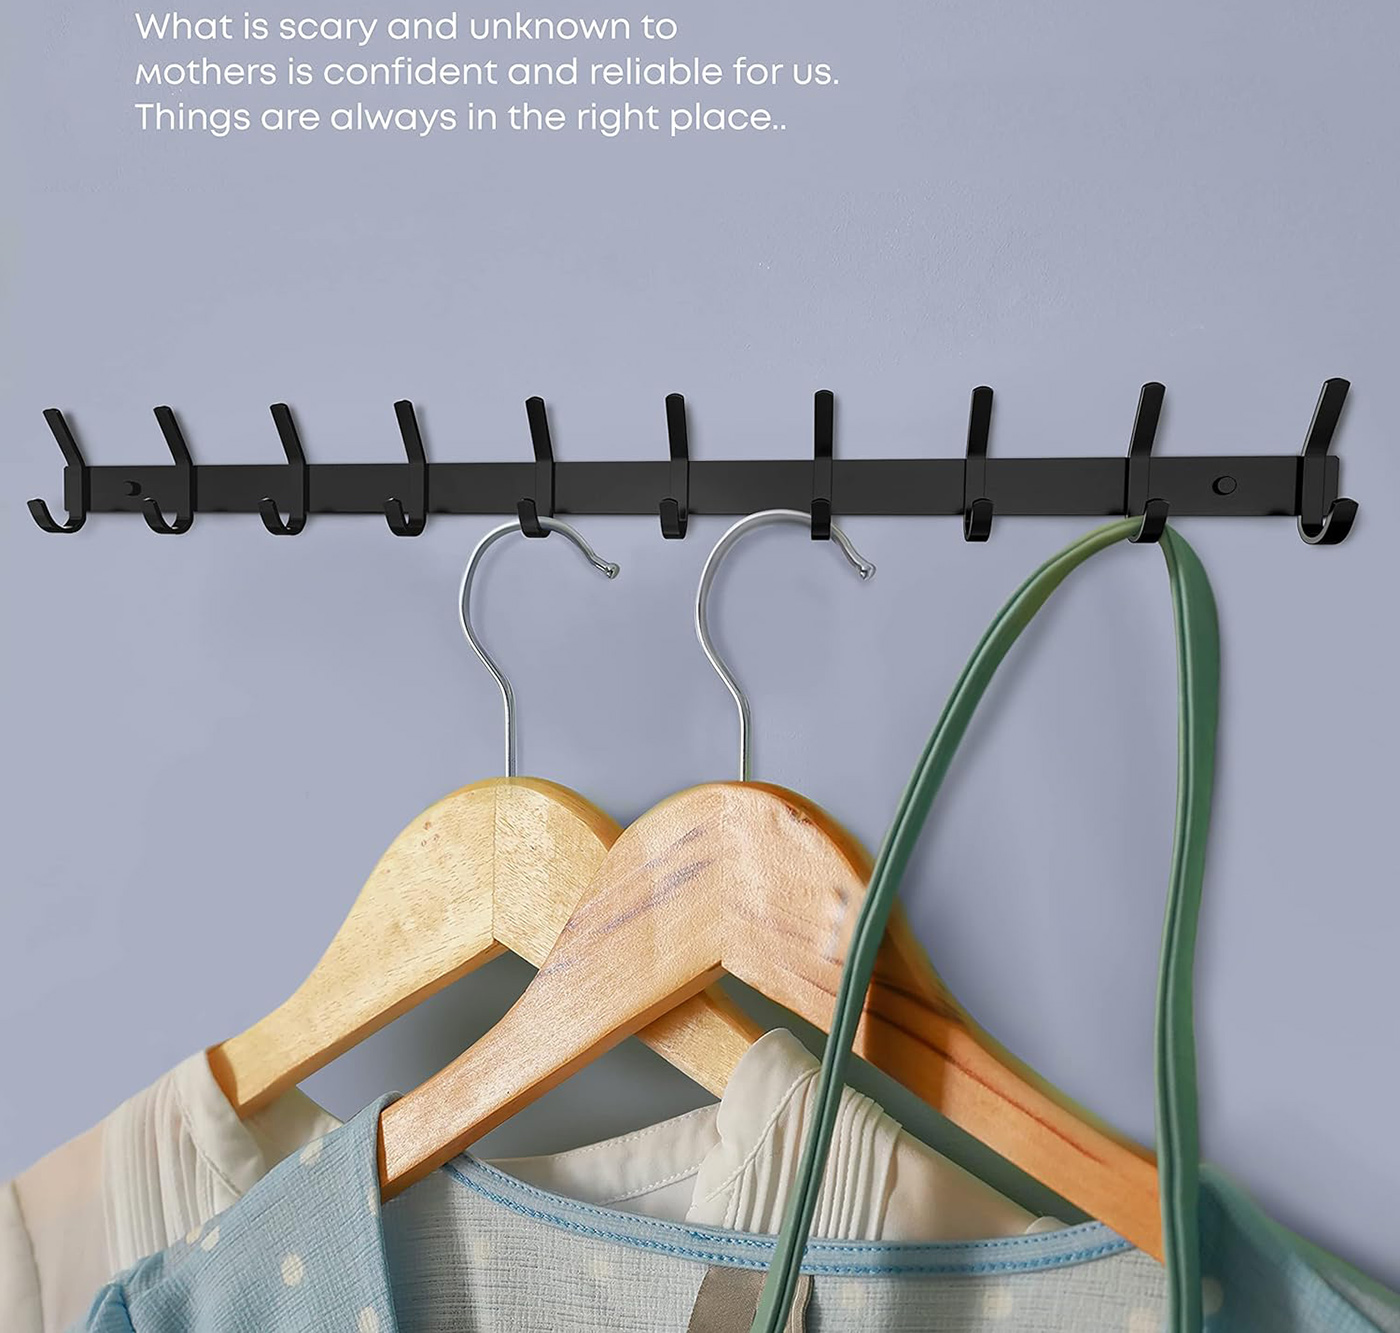 What is scary and unknown to
Mothers is confident and reliable for us.
Things are always in the right place..